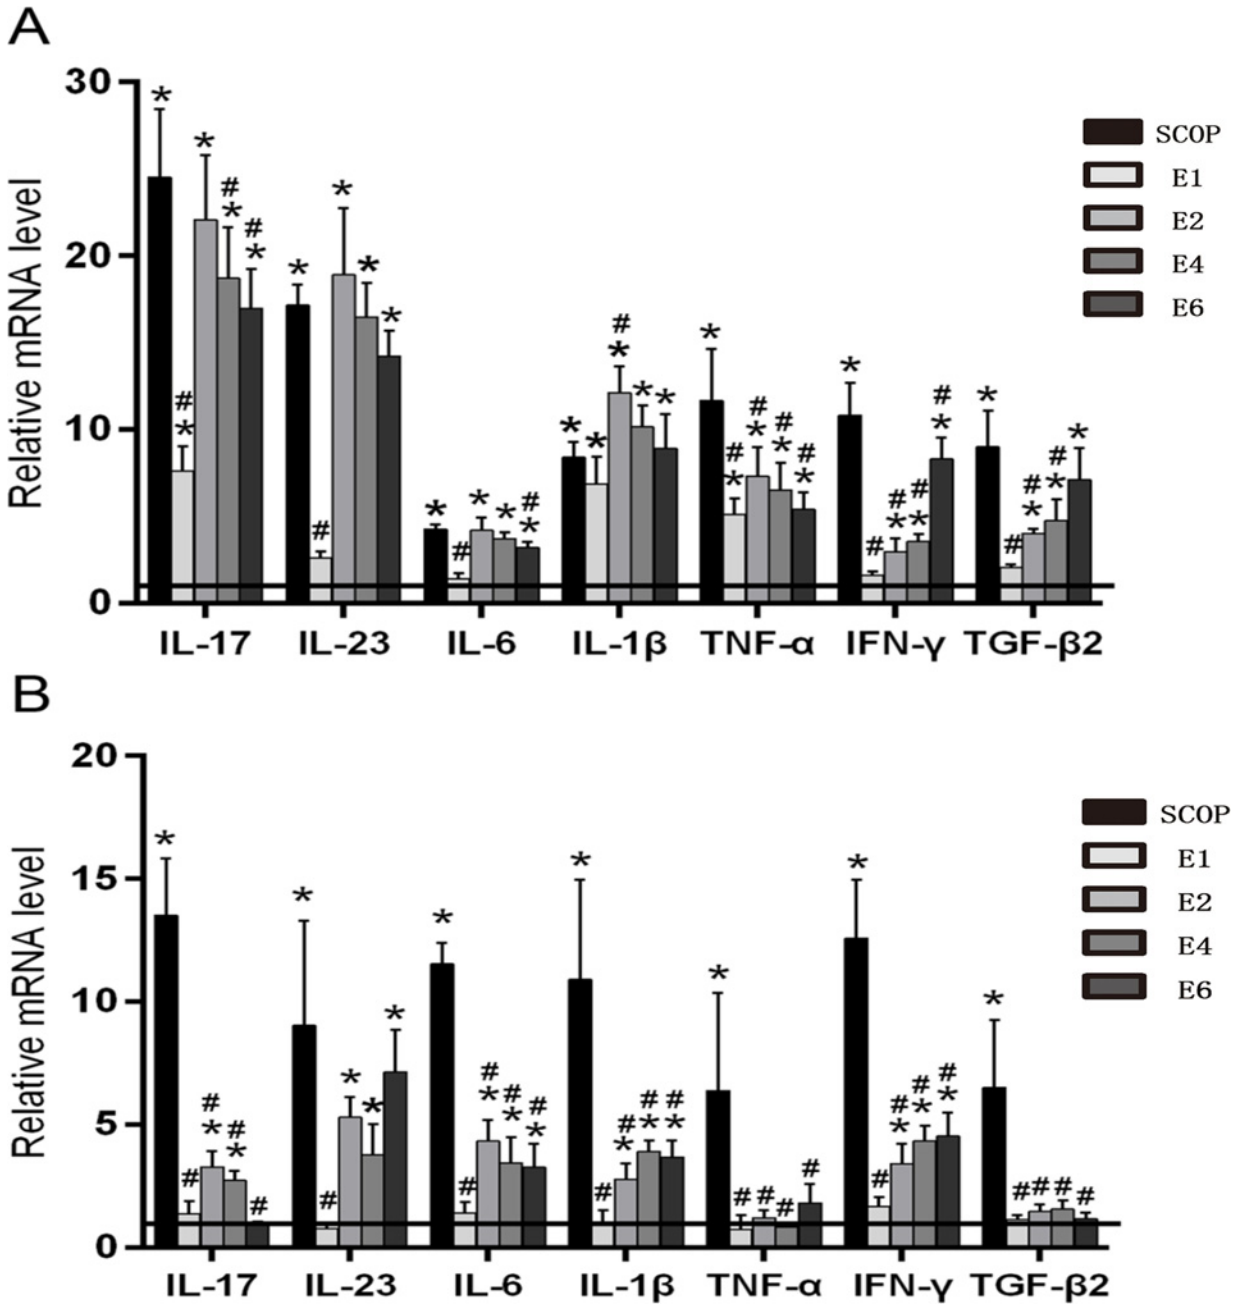 A
Relative mRNA level
30
20
10
0
* # * * # * # *
* # * * *
* # * * # *
* * # * * *
* # * # * # * # *
* # # * # * # *
* # # * # * *
IL-17 IL-23 IL-6 IL-1β TNF-α IFN-γ TGF-β2
SCOP
E1
E2
E4
E6
B
Relative mRNA level
20
15
10
5
0
* # # * # * #
* # * * *
* # # * # * # *
* # # * # * # *
* # # # #
* # # * # * # *
* # # # #
IL-17 IL-23 IL-6 IL-1β TNF-α IFN-γ TGF-β2
SCOP
E1
E2
E4
E6